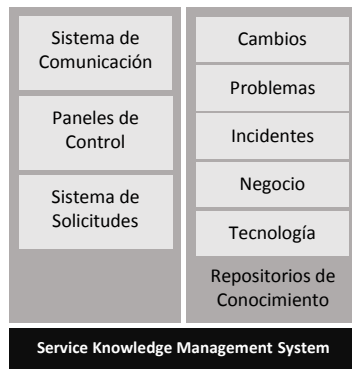 Sistema de
Comunicación
Paneles de
Control
Sistema de
Solicitudes
Cambios
Problemas
Incidentes
Negocio
Tecnología
Repositorios de
Conocimiento
Service Knowledge Management System